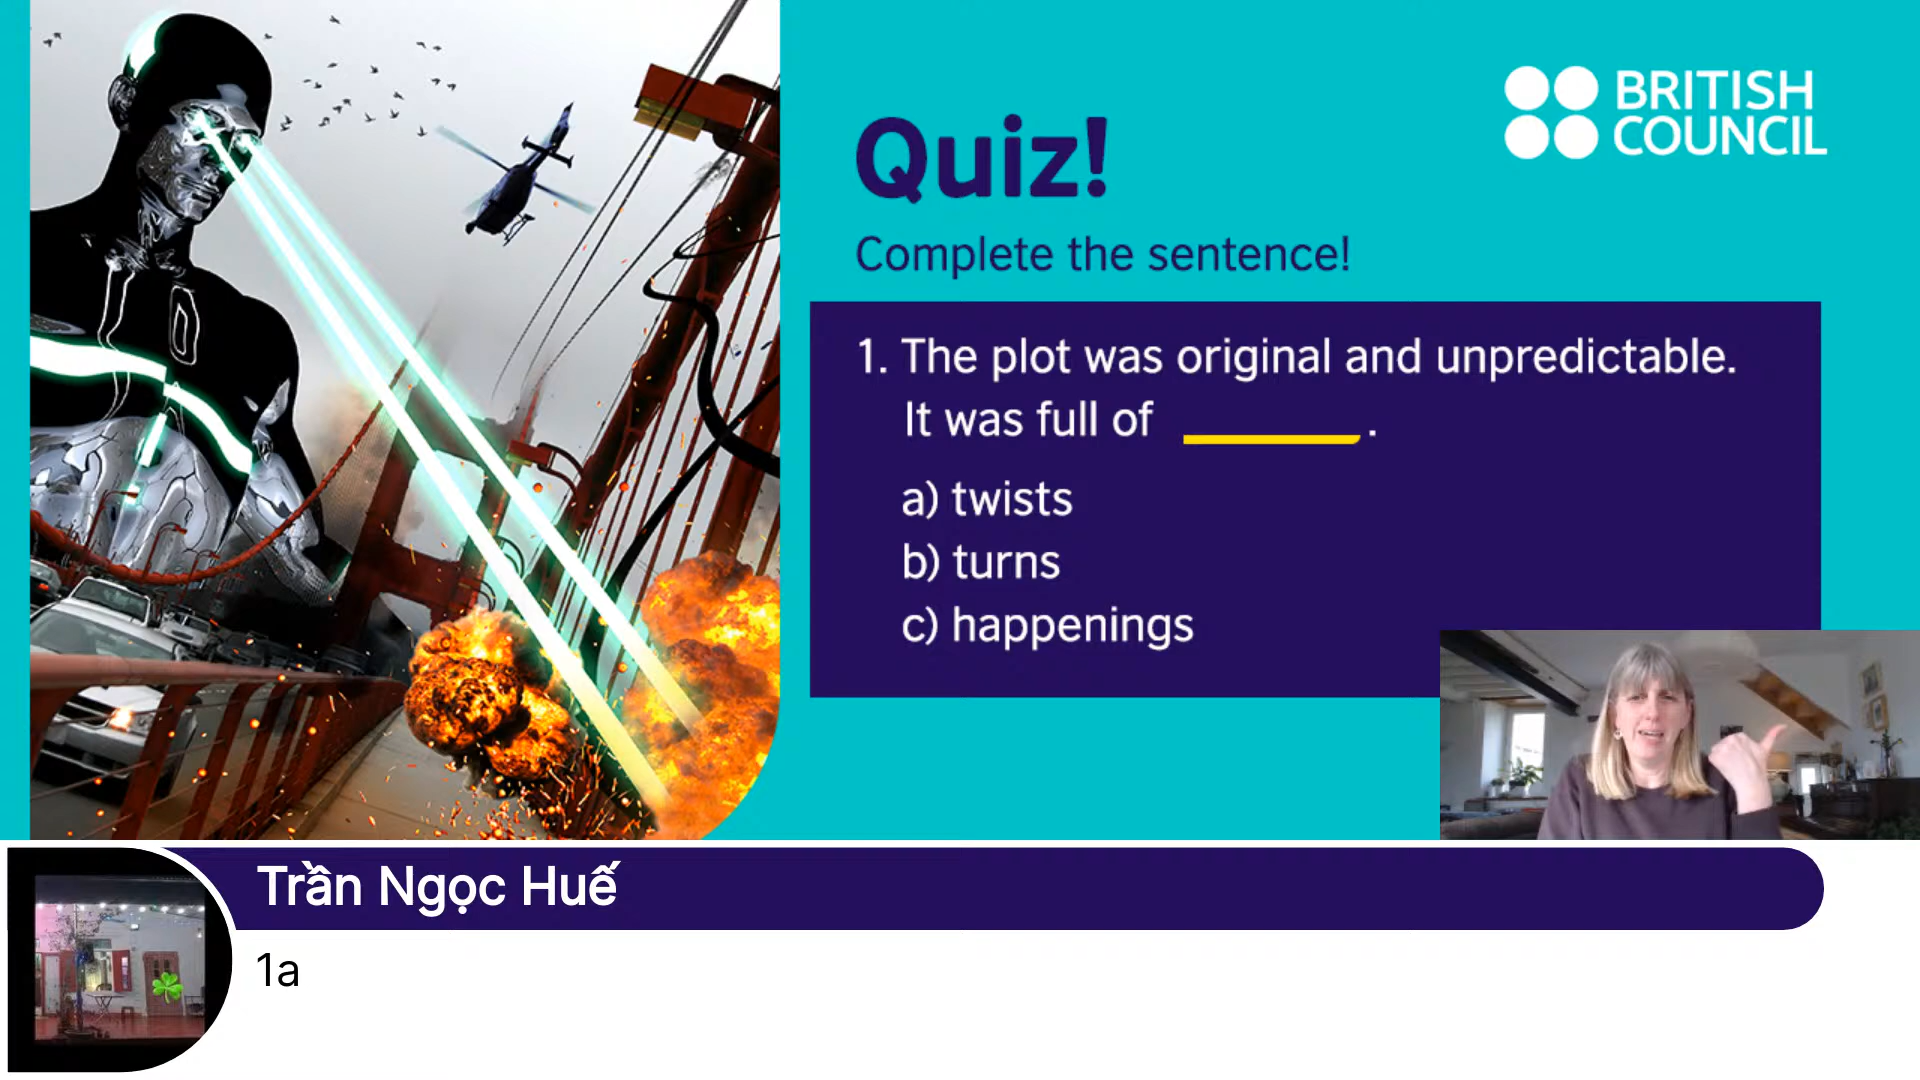 BRITISH
COUNCIL
Quiz!
Complete the sentence!
1. The plot was original and unpredictable.
It was full of ______ .
a) twists
b) turns
c) happenings
Trần Ngọc Huế
1a